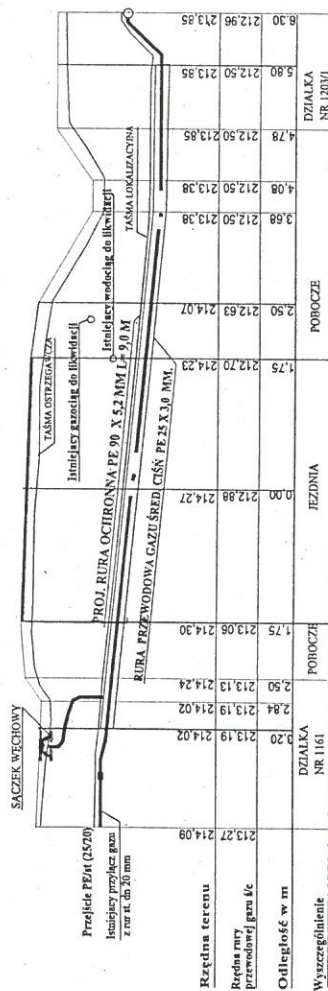 SĄCZEK WĘCHOWY
Przejście PE/st (25/20)
Istniejący przyłącz gazu
z rur st. dn 20 mm
TAŚMA OSTRZEGAWCZA
Istniejący gazociąg do likwidacji
Istniejący wodociąg do likwidacji
PROJ. RURA OCHRONNA PE 90 X 5,2 MM L= 9,0 M
TAŚMA LOKALIZACYJNA
RURA PRZEWODOWA GAZU ŚRED. CIŚN PE 25 X 3,0 MM.
Rzędna terenu 214,09 214,02 214,02 214,24 214,30 214,27 214,23 214,07 213,38 213,38 213,85 213,85 213,85
Rzędna rury
przewodowej gazu ś/c 213,27 213,19 213,19 213,13 213,06 212,88 212,70 212,63 212,50 212,50 212,50 212,50 212,96
Odległość w m 3,20 2,84 2,50 1,75 0,00 1,75 2,50 3,68 4,08 4,78 5,80 6,30
Wyszczególnienie
DZIAŁKA
NR 1161
POBOCZE
JEZDNIA
POBOCZE
DZIAŁKA
NR 1203/1